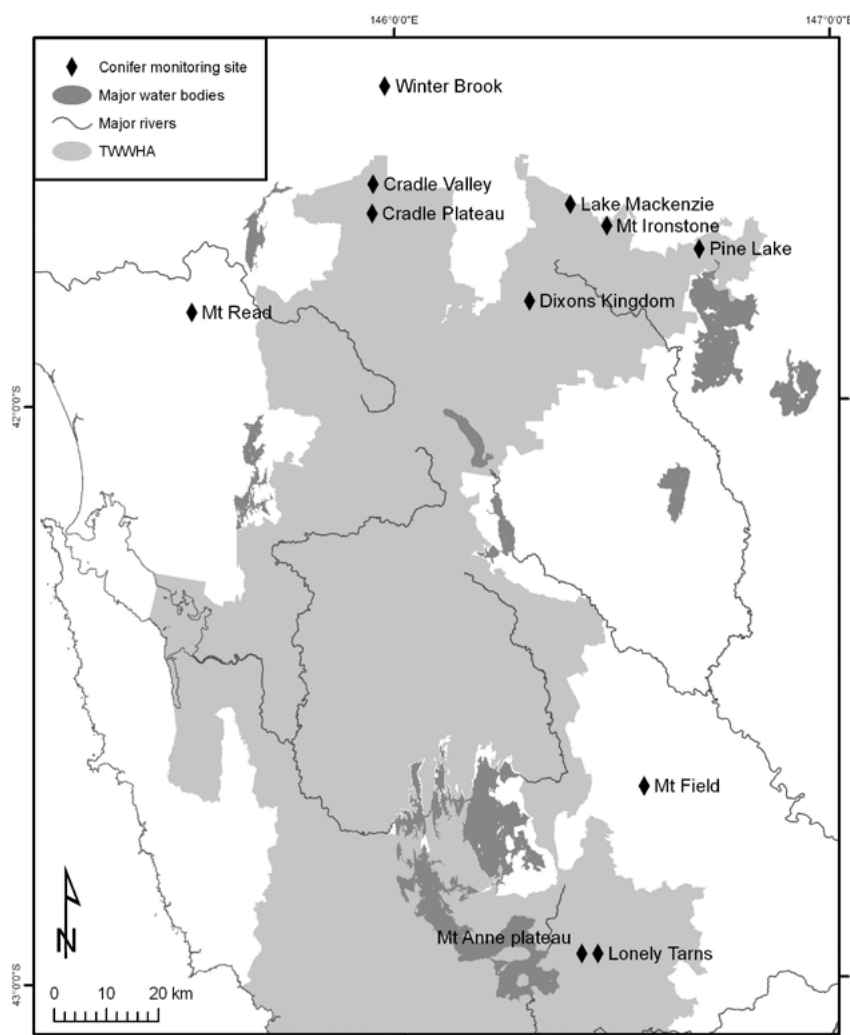 146°0'0"E
147°0'0"E
Conifer monitoring site
Major water bodies
Major rivers
TWWHA
Winter Brook
Cradle Valley
Cradle Plateau
Lake Mackenzie
Mt Ironstone
Pine Lake
Dixons Kingdom
Mt Read
42°0'0"S
Mt Field
Mt Anne plateau
Lonely Tarns
N
43°0'0"S
0 10 20 km